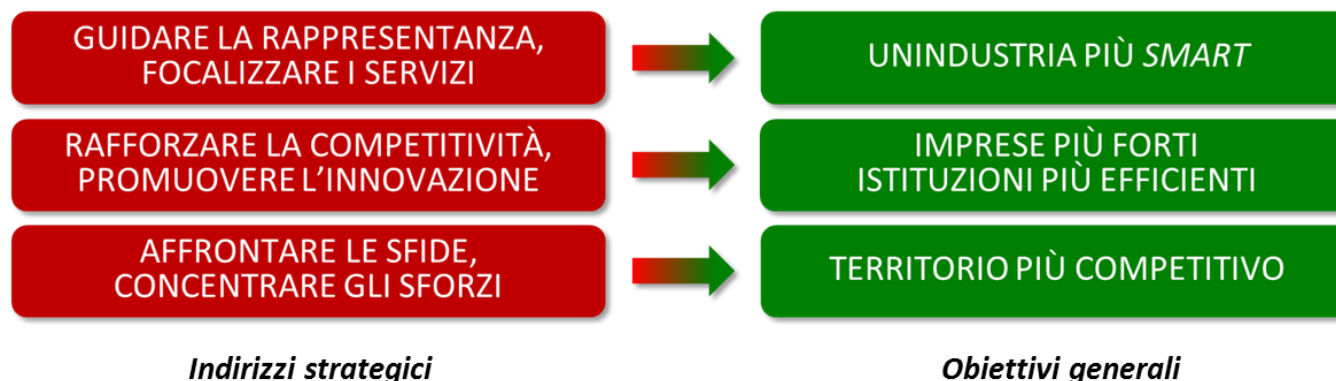 GUIDARE LA RAPPRESENTANZA,
FOCALIZZARE I SERVIZI
UNINDUSTRIA PIÙ SMART
RAFFORZARE LA COMPETITIVITÀ,
PROMUOVERE L'INNOVAZIONE
IMPRESE PIÙ FORTI
ISTITUZIONI PIÙ EFFICIENTI
AFFRONTARE LE SFIDE,
CONCENTRARE GLI SFORZI
TERRITORIO PIÙ COMPETITIVO
Indirizzi strategici
Obiettivi generali